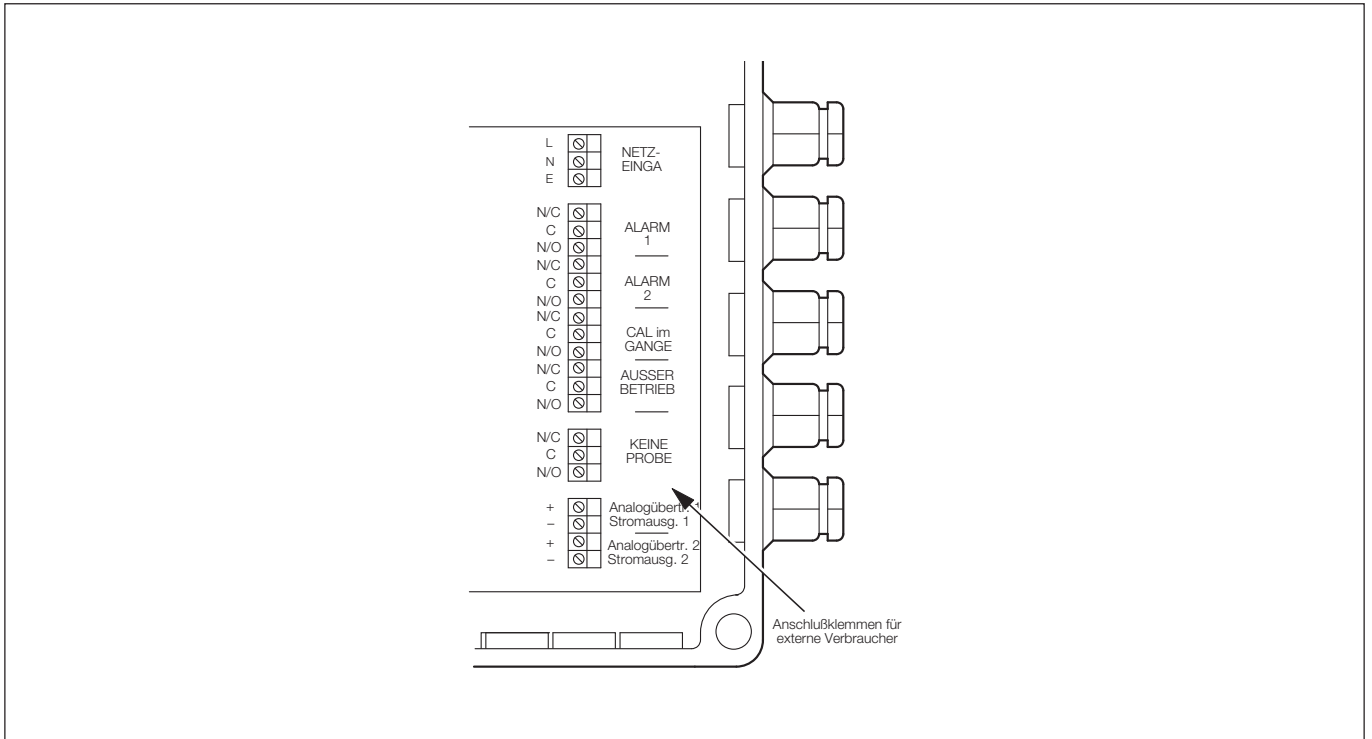 L
N
E
NETZ-
EINGA
N/C
C
N/O
ALARM
1
N/C
C
N/O
ALARM
2
N/C
C
N/O
CAL im
GANGE
N/C
C
N/O
AUSSER
BETRIEB
N/C
C
N/O
KEINE
PROBE
+
–
Analogübertr. 1
Stromausg. 1
+
–
Analogübertr. 2
Stromausg. 2
Anschlußklemmen für
externe Verbraucher